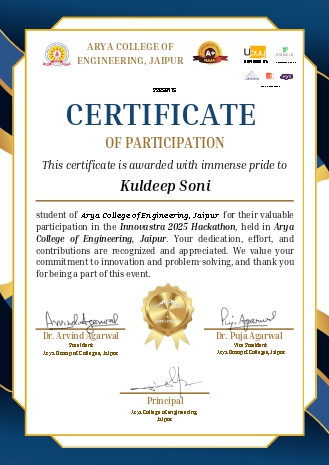 ARYA COLLEGE OF
ENGINEERING, JAIPUR
A+
PRESENTS
CERTIFICATE
OF PARTICIPATION
This certificate is awarded with immense pride to
Kuldeep Soni
student of Arya College of Engineering, Jaipur for their valuable
participation in the Innovustra 2025 Hackathon, held in Arya
College of Engineering, Jaipur. Your dedication, effort, and
contributions are recognized and appreciated. We value your
commitment to innovation and problem-solving, and thank you
for being a part of this event.
Arvind Agarwal
Puja Agarwal
Dr. Arvind Agarwal
President
Arya Group of Colleges, Jaipur
Dr. Puja Agarwal
Vice President
Arya Group of Colleges, Jaipur
Principal
Arya College of Engineering
Jaipur